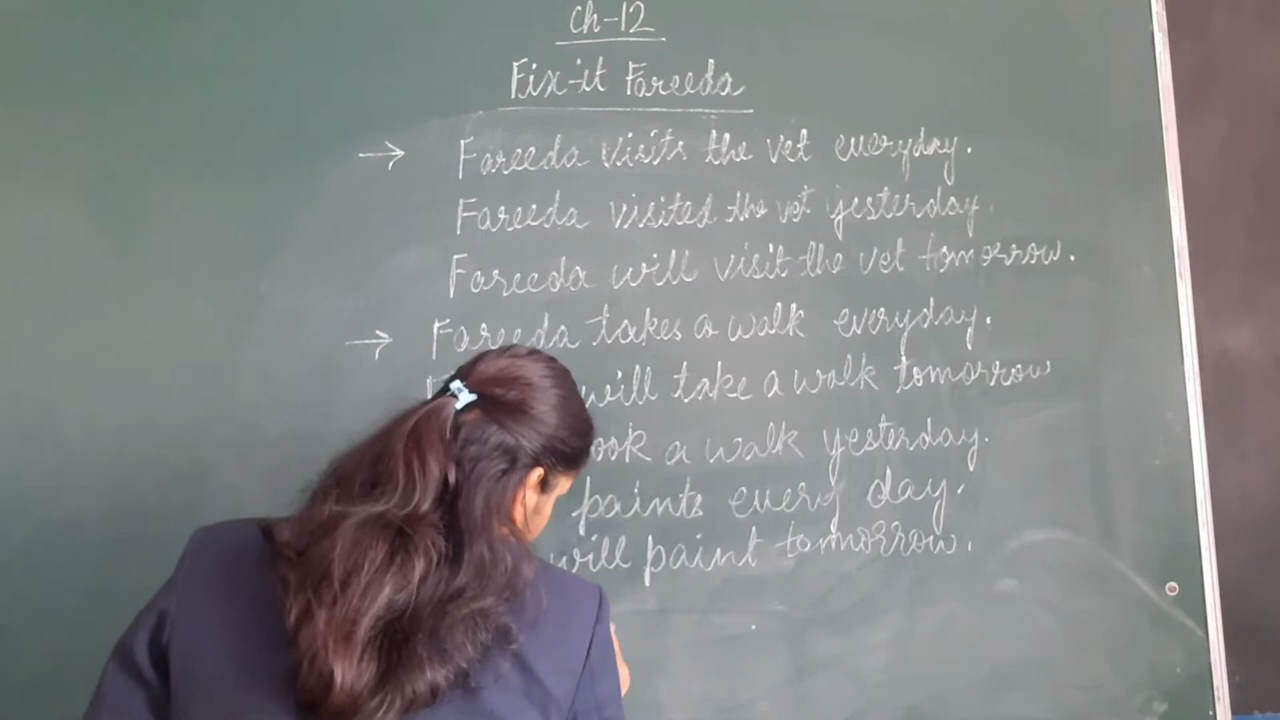 Ch-12
Fix-it Fareeda
→ Fareeda visits the vet everyday.
Fareeda visited the vet yesterday.
Fareeda will visit the vet tomorrow.
→ Fareeda takes a walk everyday.
will take a walk tomorrow
ook a walk yesterday.
paints every day.
will paint tomorrow.